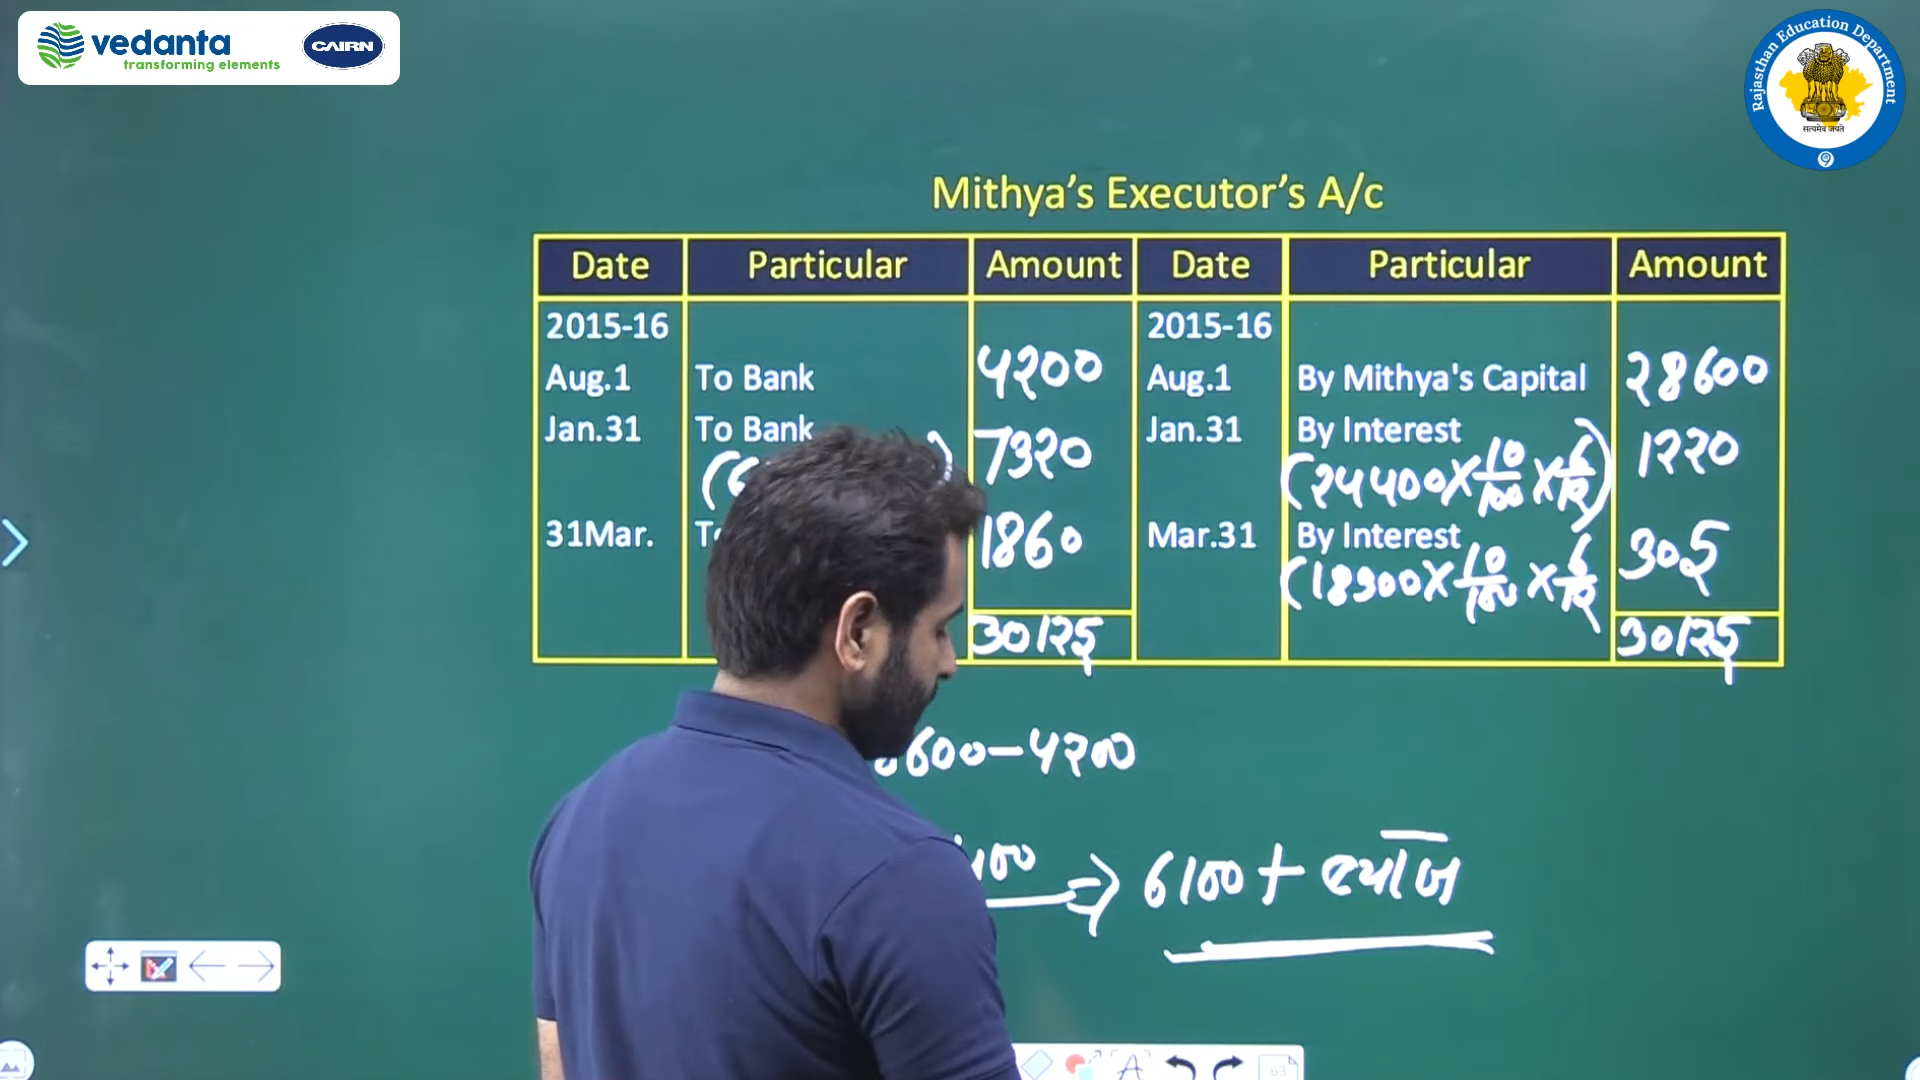 vedanta
transforming elements
CAIRN
Rajasthan Education Department
सत्यमेव जयते
Mithya's Executor's A/c
Date Particular Amount Date Particular Amount
2015-16 2015-16
Aug.1 To Bank 4200 Aug.1 By Mithya's Capital 28600
Jan.31 To Bank 7320 Jan.31 By Interest 1220
(24400×10/100×6/12)
31Mar. 1860 Mar.31 By Interest 305
(18300×10/100×6/12
30125 30125
600-4200
6100+ ब्याज
63